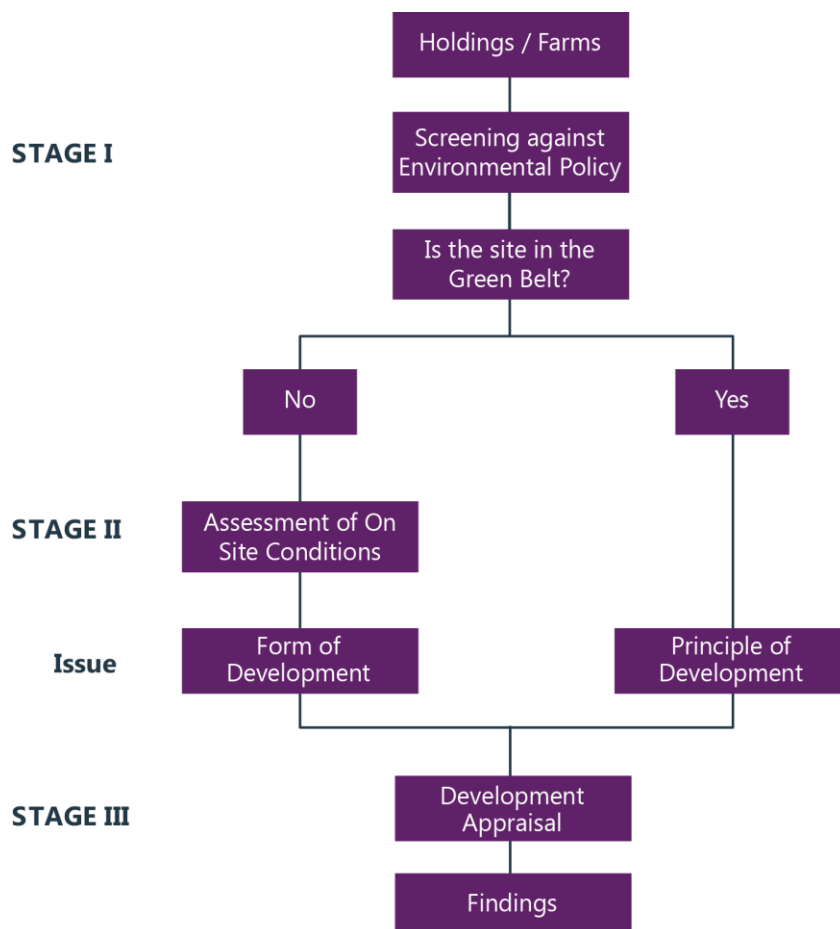 Holdings / Farms
STAGE I
Screening against
Environmental Policy
Is the site in the
Green Belt?
No
Yes
STAGE II
Assessment of On
Site Conditions
Issue
Form of
Development
Principle of
Development
STAGE III
Development
Appraisal
Findings